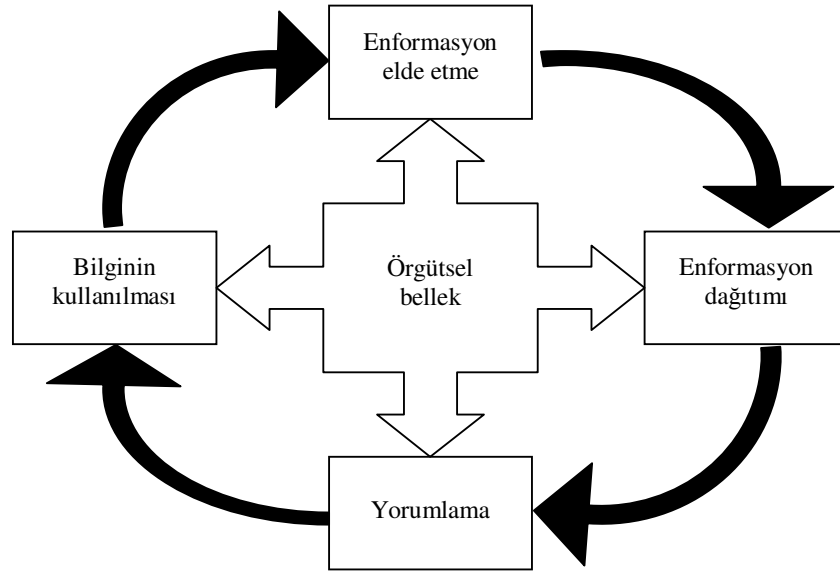 Enformasyon
elde etme
Bilginin
kullanılması
Örgütsel
bellek
Enformasyon
dağıtımı
Yorumlama